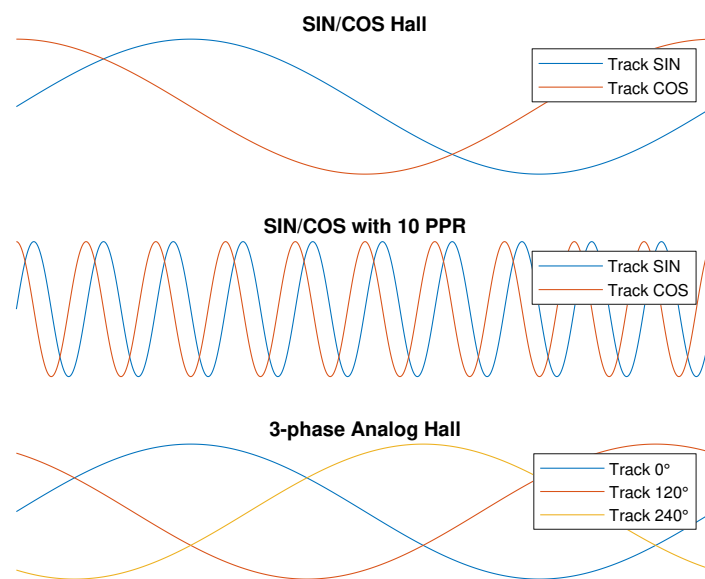 SIN/COS Hall
Track SIN
Track COS
SIN/COS with 10 PPR
Track SIN
Track COS
3-phase Analog Hall
Track 0°
Track 120°
Track 240°